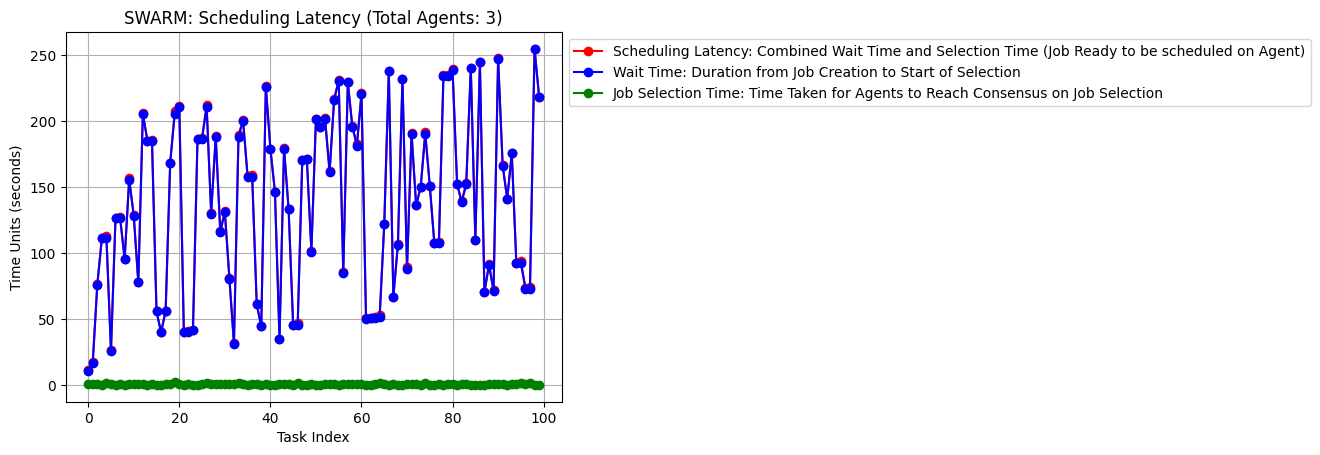 SWARM: Scheduling Latency (Total Agents: 3)
Scheduling Latency: Combined Wait Time and Selection Time (Job Ready to be scheduled on Agent)
Wait Time: Duration from Job Creation to Start of Selection
Job Selection Time: Time Taken for Agents to Reach Consensus on Job Selection
Time Units (seconds)
250
200
150
100
50
0
0 20 40 60 80 100
Task Index